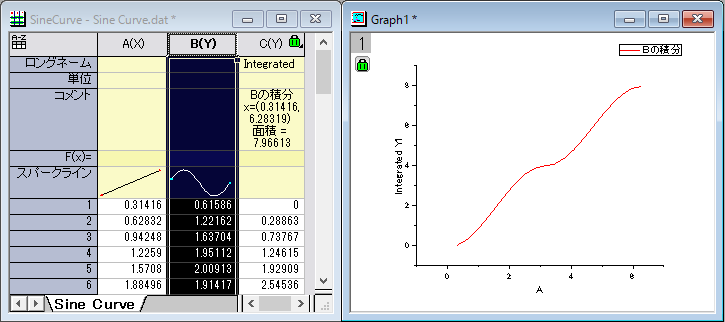 SineCurve - Sine Curve.dat *
A(X) B(Y) C(Y)
ロングネーム Integrated
単位
コメント Bの積分
x=(0.31416,
6.28319)
面積 =
7.96613
F(x)=
スパークライン
1 0.31416 0.61586 0
2 0.62832 1.22162 0.28863
3 0.94248 1.63704 0.73767
4 1.2259 1.95112 1.24615
5 1.5708 2.00913 1.92909
6 1.88496 1.91417 2.54536
Sine Curve
Graph1 *
1
Bの積分
Integrated Y1
8
6
4
2
0
0 2 4 6
A